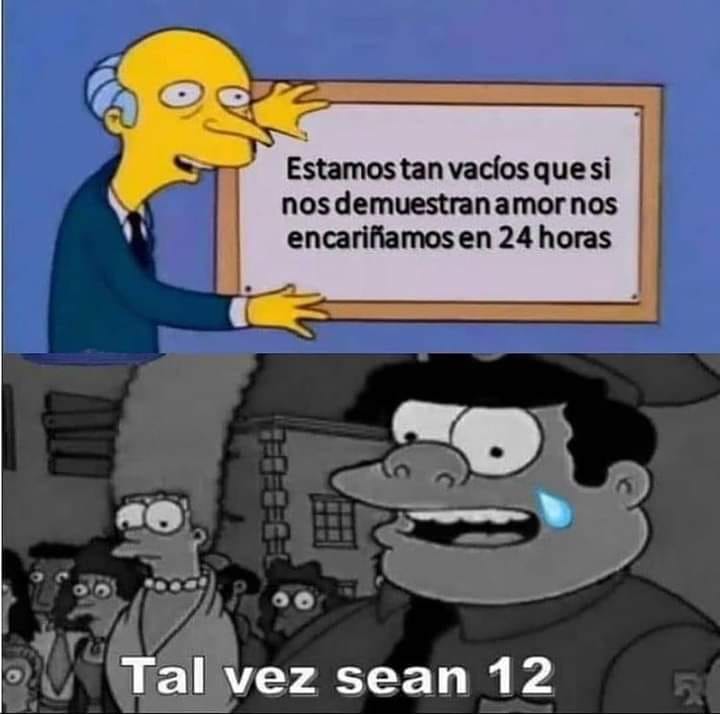 Estamos tan vacíos que si
nos demuestran amor nos
encariñamos en 24 horas
Tal vez sean 12